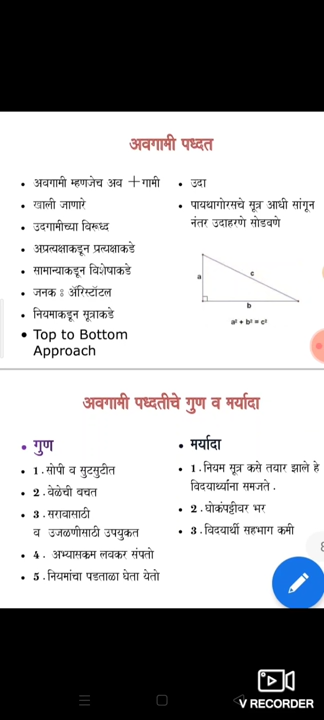 अवगामी पध्दत
• अवगामी म्हणजेच अव +गामी
• खाली जाणारे
• उदगामीच्या विरूध्द
• अप्रत्यक्षाकडून प्रत्यक्षाकडे
• सामान्याकडून विशेषाकडे
• जनक : ॲरिस्टॉटल
• नियमाकडून सूत्राकडे
• Top to Bottom
Approach
• उदा
• पायथागोरसचे सूत्र आधी सांगून
नंतर उदाहरणे सोडवणे
a
c
b
a² + b² = c²
अवगामी पध्दतीचे गुण व मर्यादा
• गुण
• 1.सोपी व सुटसुटीत
• 2.वेळेची बचत
• 3.सरावासाठी
व उजळणीसाठी उपयुक्त
• 4. अभ्यासक्रम लवकर संपतो
• 5.नियमांचा पडताळा घेता येतो
• मर्यादा
• 1.नियम सूत्र कसे तयार झाले हे
विदयार्थ्याना समजते.
• 2.घोकंपट्टीवर भर
• 3.विदयार्थी सहभाग कमी
V RECORDER